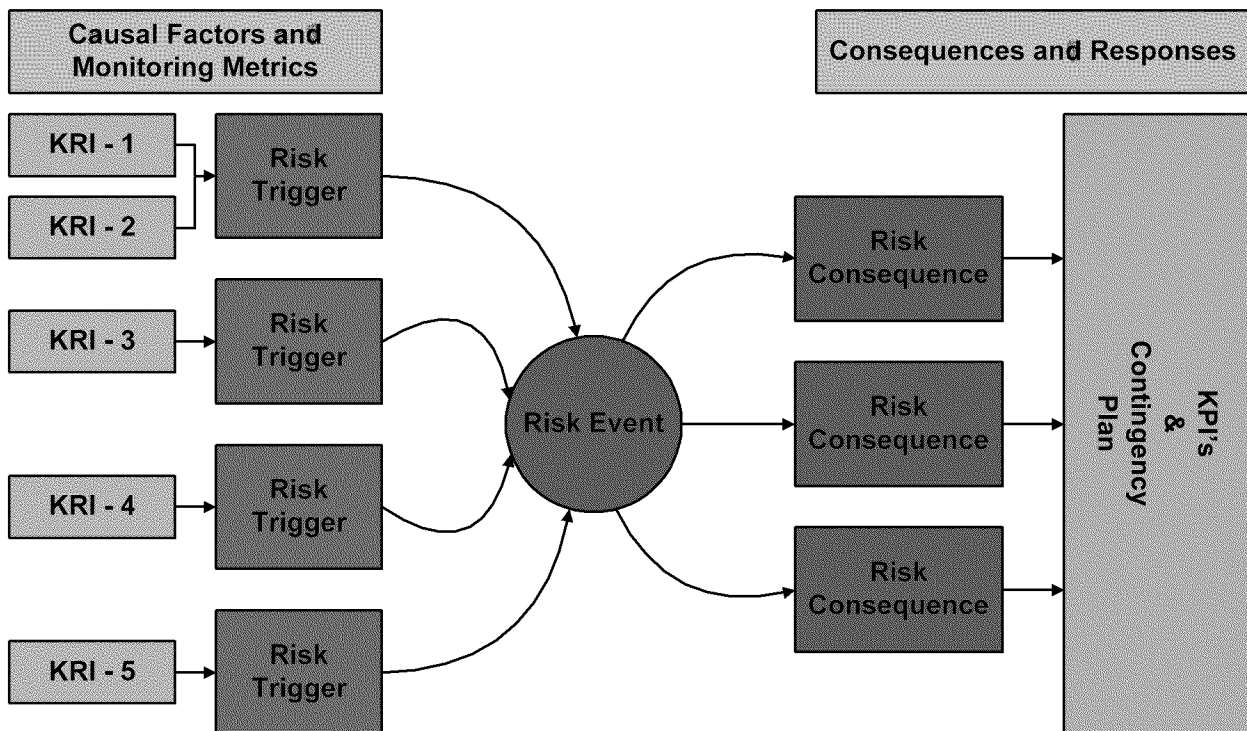 Causal Factors and
Monitoring Metrics
Consequences and Responses
KRI - 1
KRI - 2
KRI - 3
KRI - 4
KRI - 5
Risk
Trigger
Risk
Trigger
Risk
Trigger
Risk
Trigger
Risk Event
Risk
Consequence
Risk
Consequence
Risk
Consequence
KPI's
&
Contingency
Plan